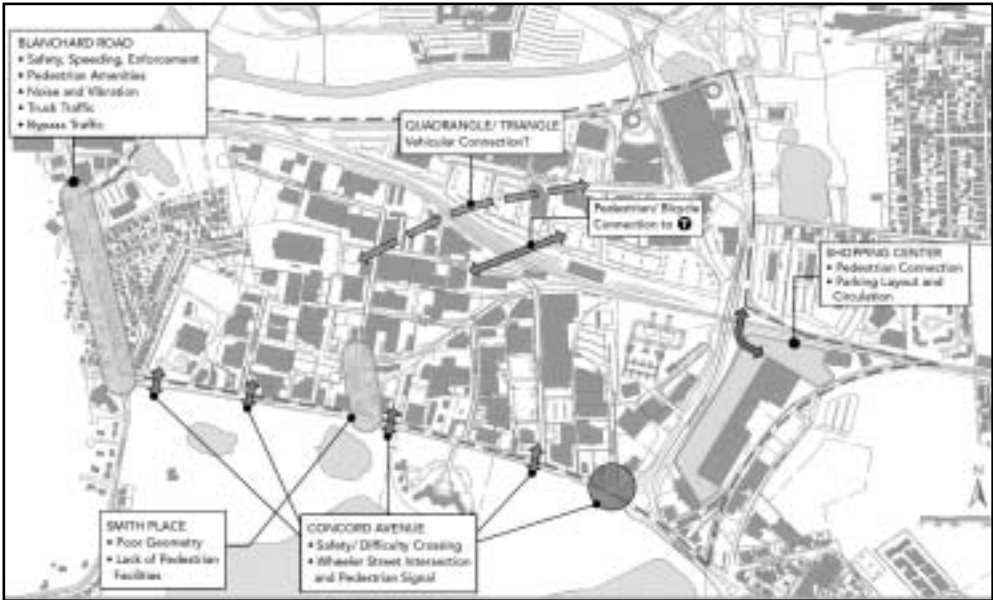 BLANCHARD ROAD
• Safety, Speeding, Enforcement
• Pedestrian Amenities
• Noise and Vibration
• Truck Traffic
• Bypass Traffic
QUADRANGLE/ TRIANGLE
Vehicular Connection?
Pedestrian/ Bicycle
Connection to T
SHOPPING CENTER
• Pedestrian Connection
• Parking Layout and
Circulation
SMITH PLACE
• Poor Geometry
• Lack of Pedestrian
Facilities
CONCORD AVENUE
• Safety/ Difficulty Crossing
• Wheeler Street Intersection
and Pedestrian Signal
N